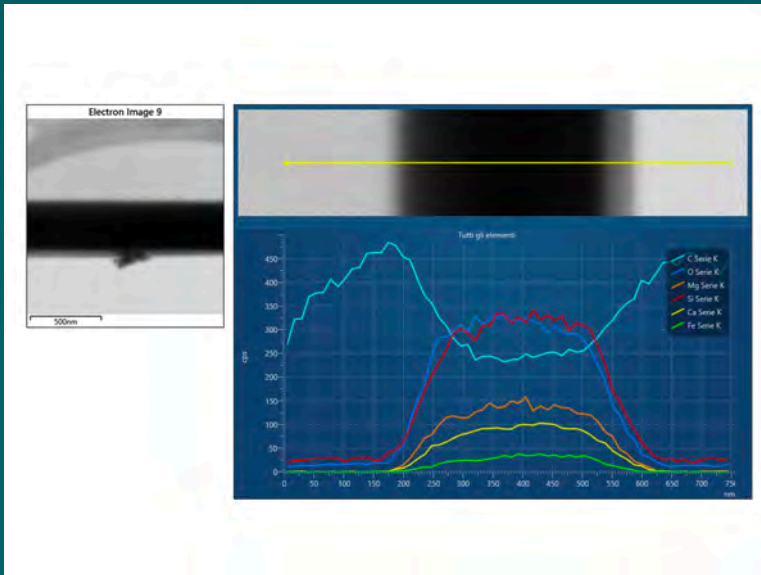 Electron Image 9
500nm
Tutti gli elementi
C Serie K
O Serie K
Mg Serie K
Si Serie K
Ca Serie K
Fe Serie K
cps
450
400
350
300
250
200
150
100
50
0
0 50 100 150 200 250 300 350 400 450 500 550 600 650 700 750
nm